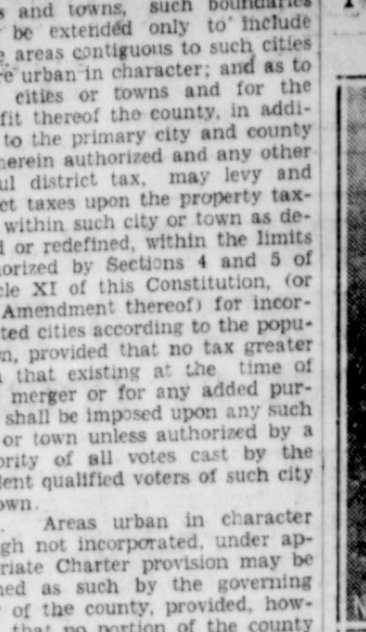 s and towns, such boundaries
be extended only to include
areas contiguous to such cities
re urban in character; and as to
cities or towns and for the
fit thereof the county, in addi-
to the primary city and county
herein authorized and any other
ul district tax, may levy and
ct taxes upon the property tax-
within such city or town as de-
d or redefined, within the limits
orized by Sections 4 and 5 of
cle XI of this Constitution, (or
Amendment thereof) for incor-
ted cities according to the popu-
n, provided that no tax greater
that existing at the time of
merger or for any added pur-
shall be imposed upon any such
or town unless authorized by a
ority of all votes cast by the
dent qualified voters of such city
own.
Areas urban in character
gh not incorporated, under ap-
riate Charter provision may be
ned as such by the governing
of the county, provided, how-
that no portion of the county